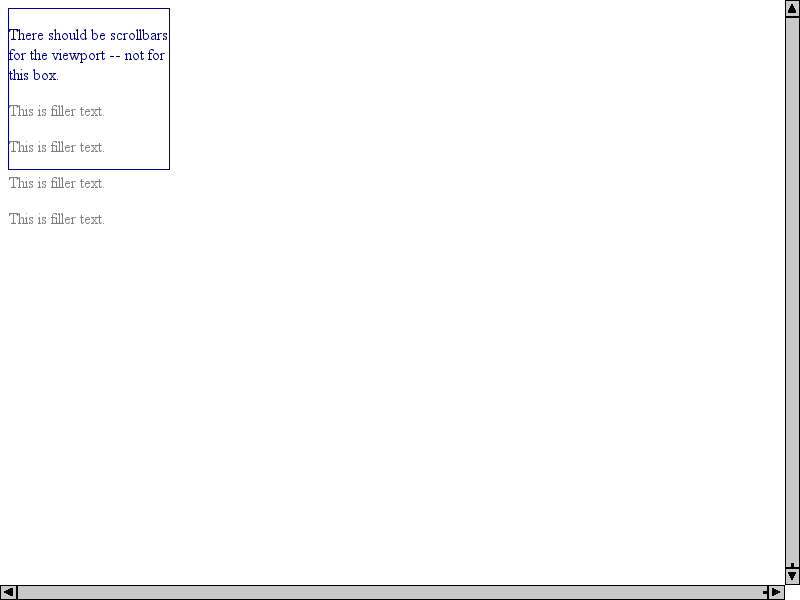 There should be scrollbars
for the viewport -- not for
this box.
This is filler text.
This is filler text.
This is filler text.
This is filler text.